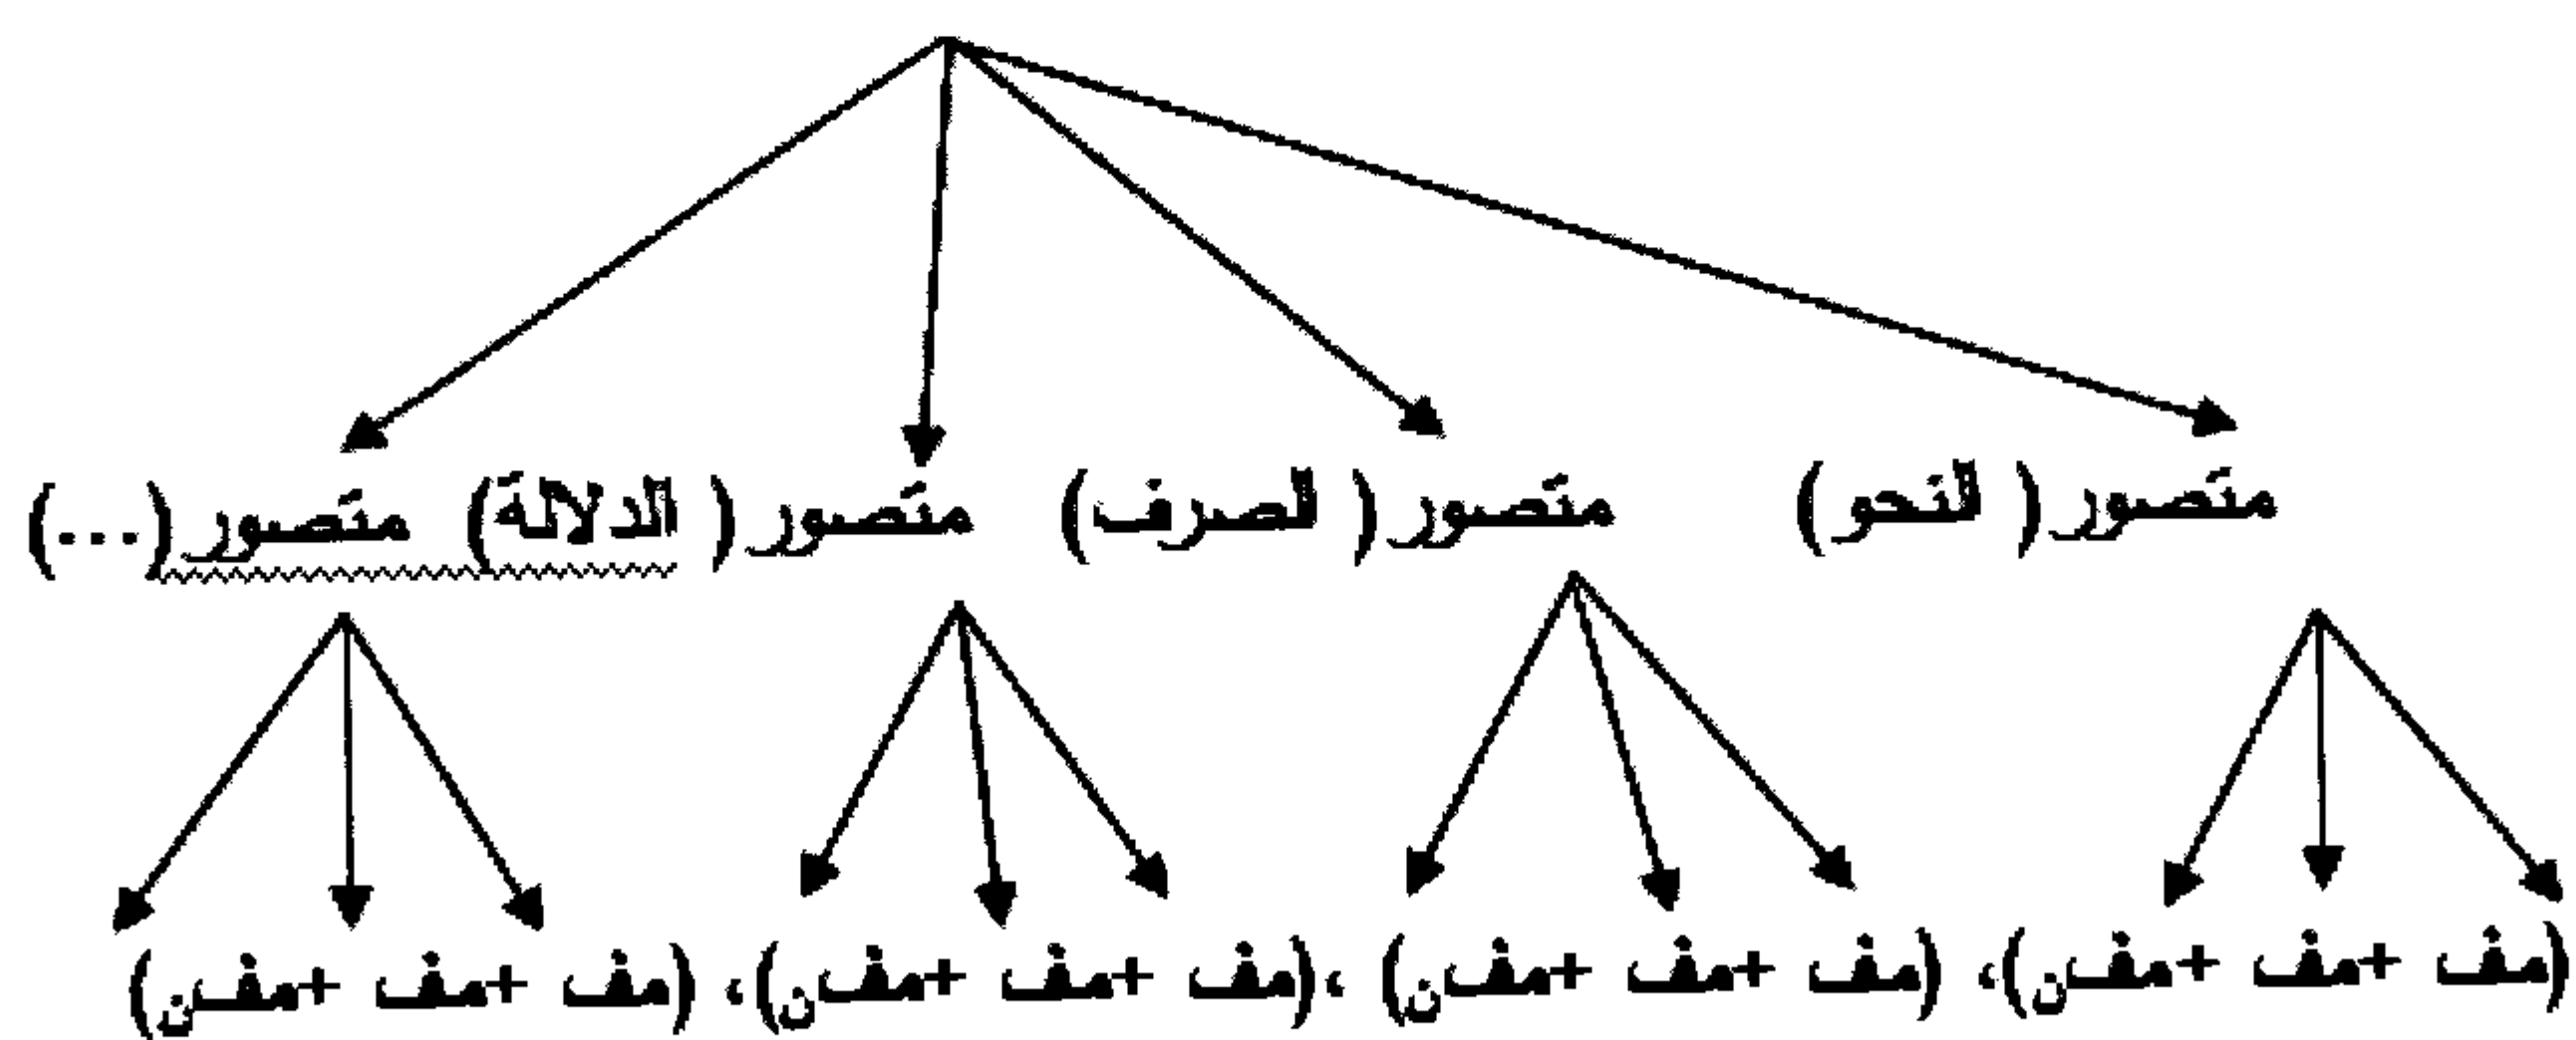 متصور( النحو) متصور( الصرف) متصور( الدلالة) متصور(...)
(مف +مف +مفن)، (مف +مف +مفن) ،(مف +مف +مفن)، (مف +مف +مفن)